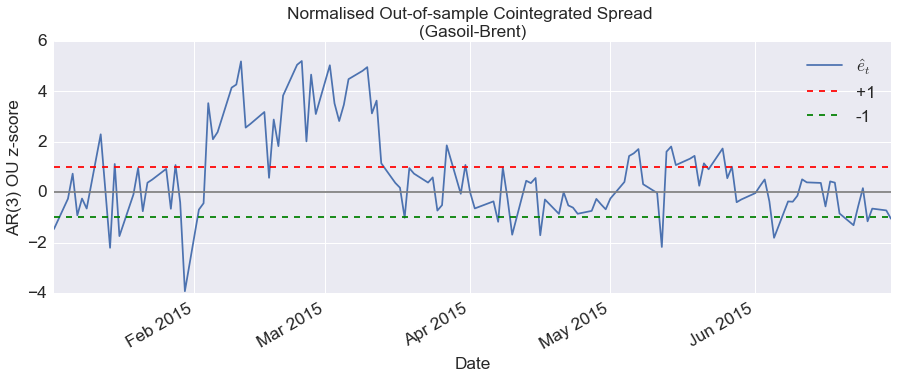 Normalised Out-of-sample Cointegrated Spread
(Gasoil-Brent)
6
4
2
0
−2
−4
AR(3) OU z-score
ê_t
+1
-1
Feb 2015
Mar 2015
Apr 2015
May 2015
Jun 2015
Date